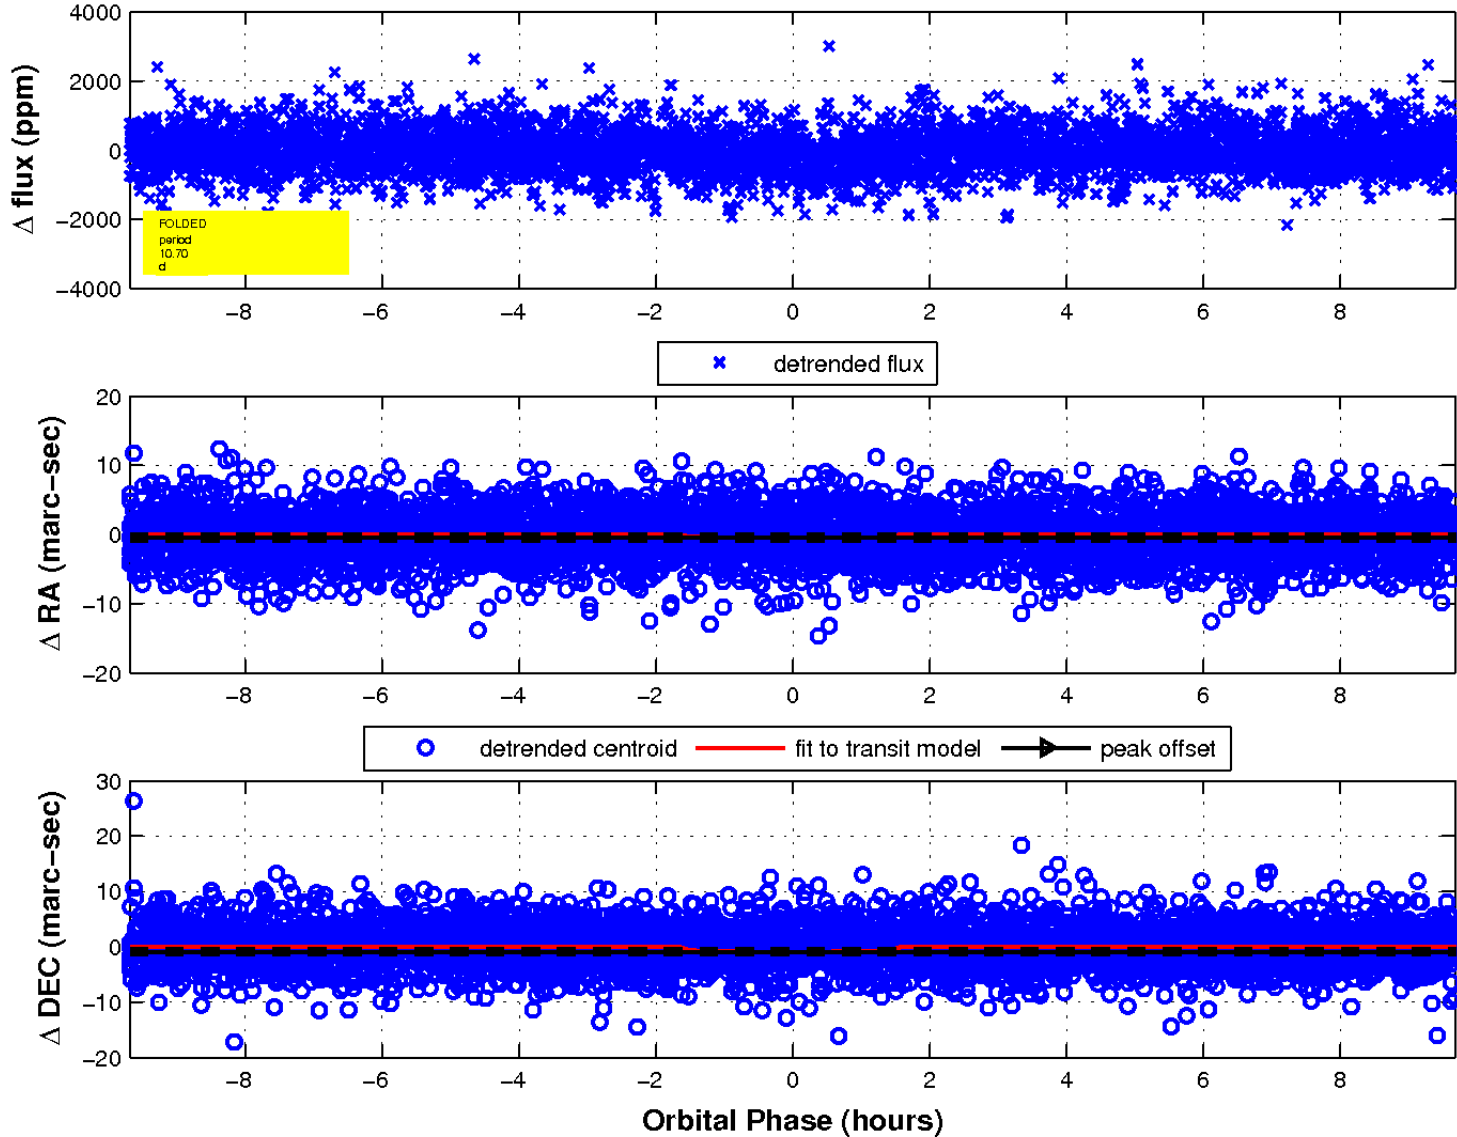 4000
2000
0
−2000
−4000
Δ flux (ppm)
FOLDED
period
10.70
d
−8 −6 −4 −2 0 2 4 6 8
detrended flux
20
10
0
−10
−20
Δ RA (marc−sec)
−8 −6 −4 −2 0 2 4 6 8
detrended centroid fit to transit model peak offset
30
20
10
0
−10
−20
Δ DEC (marc−sec)
−8 −6 −4 −2 0 2 4 6 8
Orbital Phase (hours)